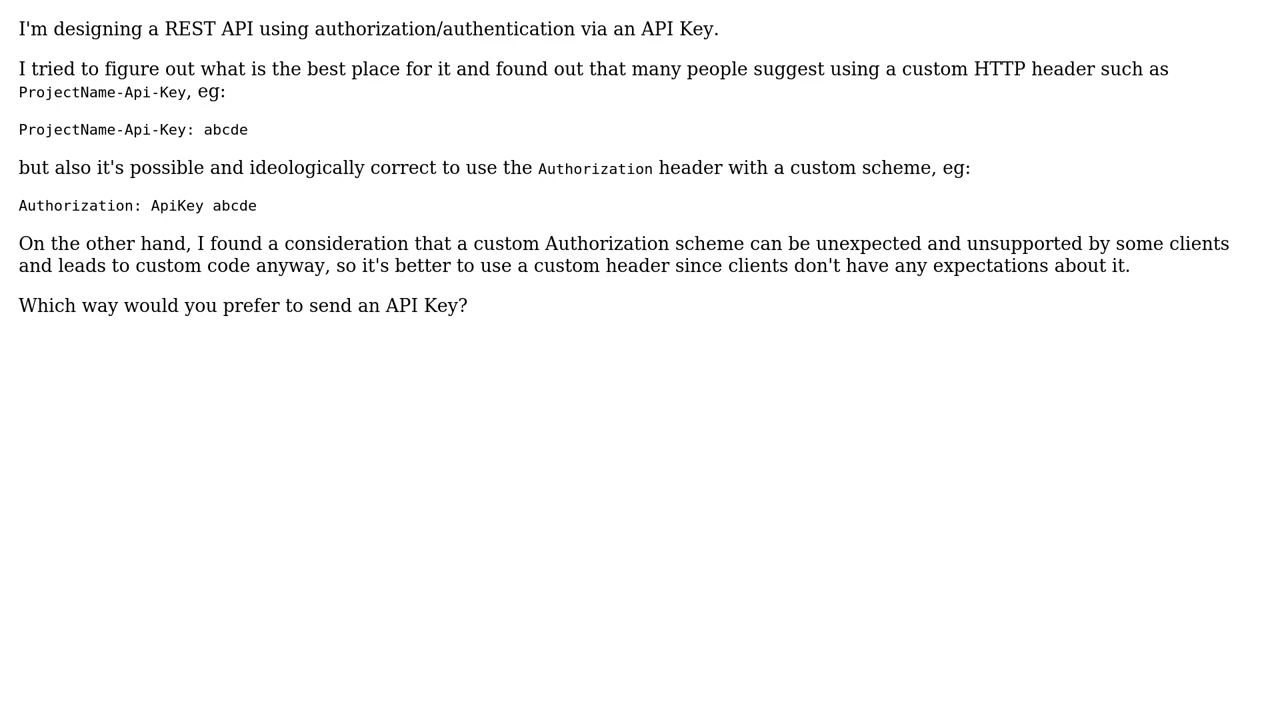 I'm designing a REST API using authorization/authentication via an API Key.
I tried to figure out what is the best place for it and found out that many people suggest using a custom HTTP header such as
ProjectName-Api-Key, eg:
ProjectName-Api-Key: abcde
but also it's possible and ideologically correct to use the Authorization header with a custom scheme, eg:
Authorization: ApiKey abcde
On the other hand, I found a consideration that a custom Authorization scheme can be unexpected and unsupported by some clients
and leads to custom code anyway, so it's better to use a custom header since clients don't have any expectations about it.
Which way would you prefer to send an API Key?